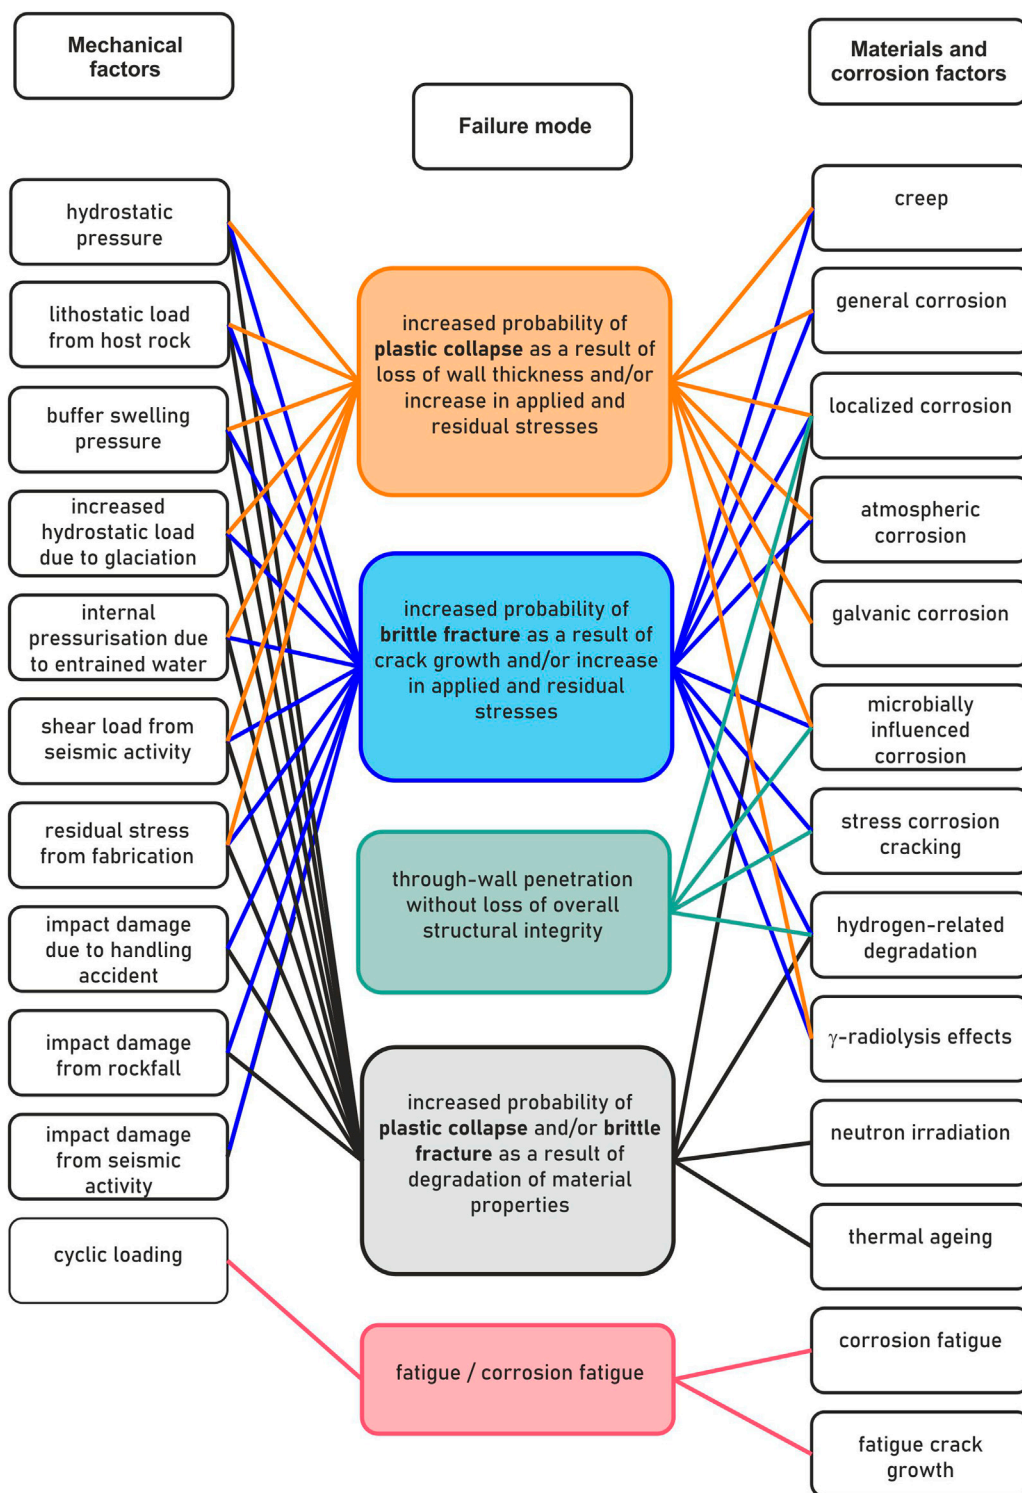 Mechanical
factors
Failure mode
Materials and
corrosion factors
hydrostatic
pressure
lithostatic load
from host rock
buffer swelling
pressure
increased
hydrostatic load
due to glaciation
internal
pressurisation due
to entrained water
shear load from
seismic activity
residual stress
from fabrication
impact damage
due to handling
accident
impact damage
from rockfall
impact damage
from seismic
activity
cyclic loading
increased probability of
plastic collapse as a result of
loss of wall thickness and/or
increase in applied and
residual stresses
increased probability of
brittle fracture as a result of
crack growth and/or increase
in applied and residual
stresses
through-wall penetration
without loss of overall
structural integrity
increased probability of
plastic collapse and/or brittle
fracture as a result of
degradation of material
properties
fatigue / corrosion fatigue
creep
general corrosion
localized corrosion
atmospheric
corrosion
galvanic corrosion
microbially
influenced
corrosion
stress corrosion
cracking
hydrogen-related
degradation
γ-radiolysis effects
neutron irradiation
thermal ageing
corrosion fatigue
fatigue crack
growth